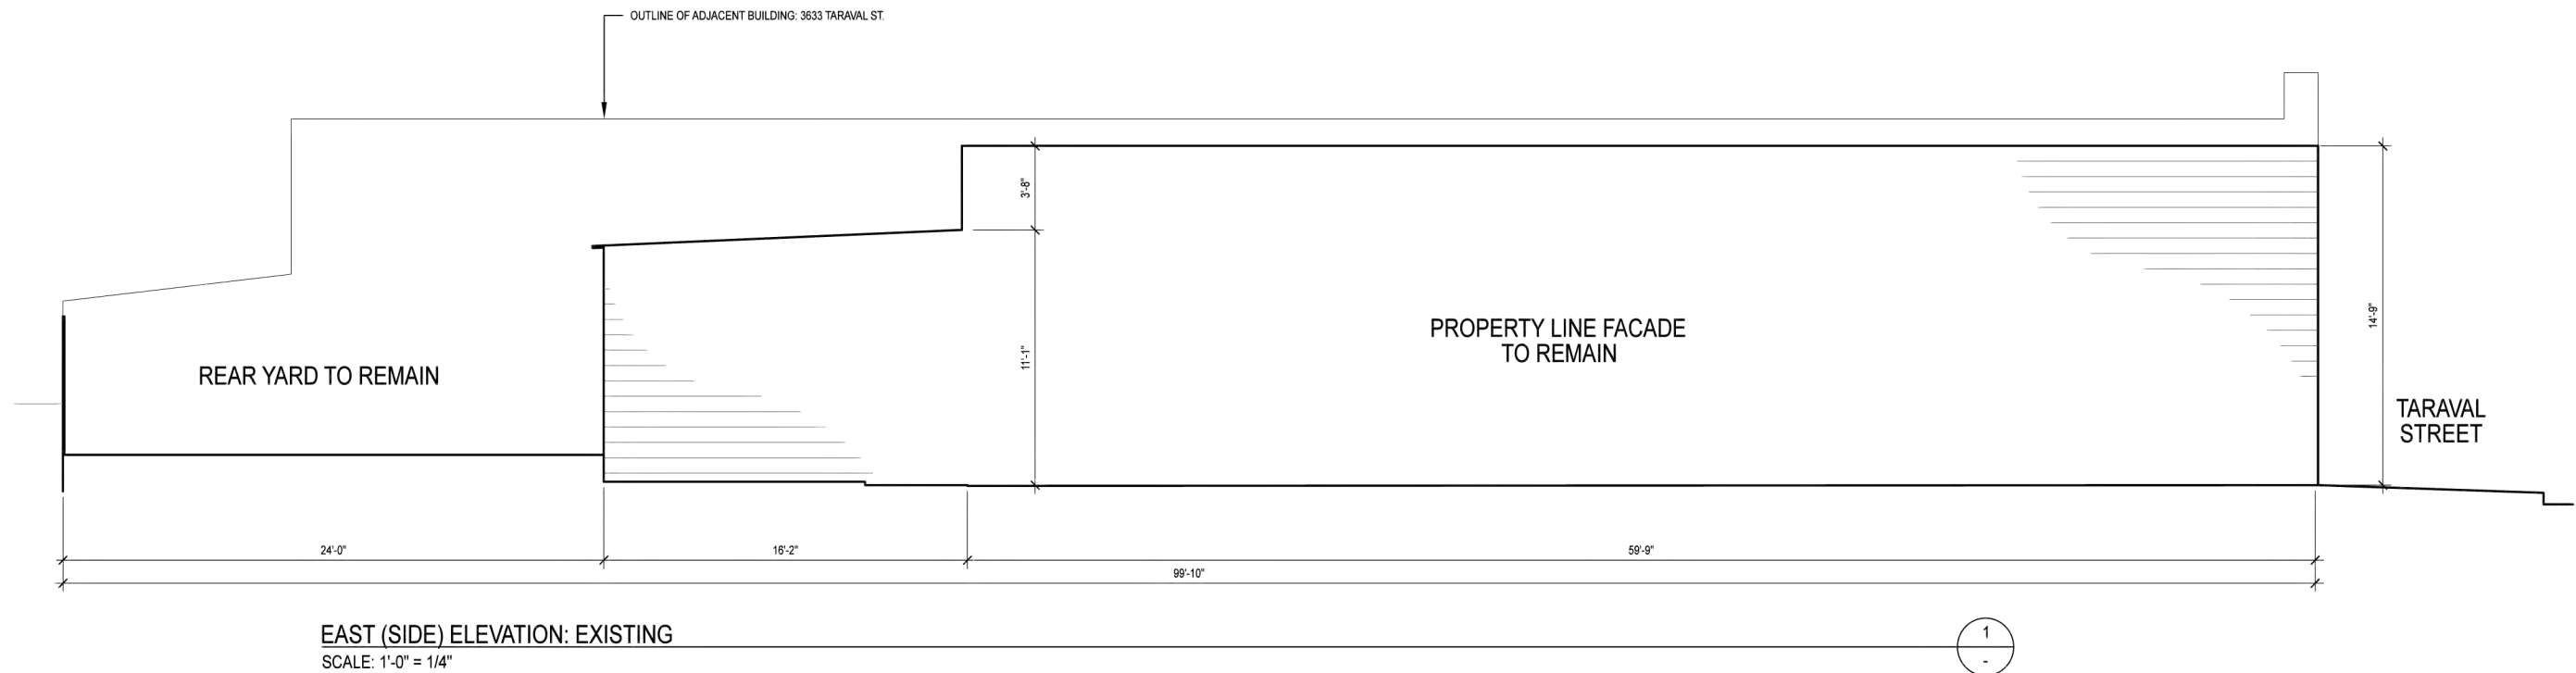 OUTLINE OF ADJACENT BUILDING: 3633 TARAVAL ST.
3'-8"
11'-1"
14'-9"
PROPERTY LINE FACADE
TO REMAIN
REAR YARD TO REMAIN
TARAVAL
STREET
24'-0"
16'-2"
59'-9"
99'-10"
EAST (SIDE) ELEVATION: EXISTING
SCALE: 1'-0" = 1/4"
1
-